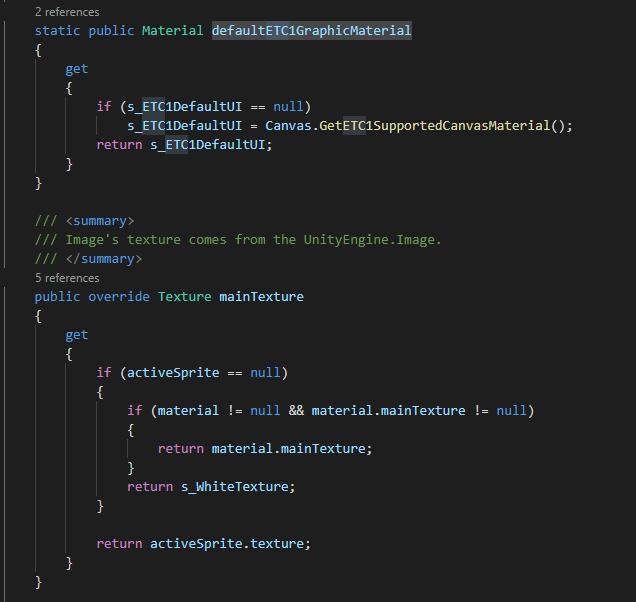 2 references
static public Material defaultETC1GraphicMaterial
{
get
{
if (s_ETC1DefaultUI == null)
s_ETC1DefaultUI = Canvas.GetETC1SupportedCanvasMaterial();
return s_ETC1DefaultUI;
}
}
/// <summary>
/// Image's texture comes from the UnityEngine.Image.
/// </summary>
5 references
public override Texture mainTexture
{
get
{
if (activeSprite == null)
{
if (material != null && material.mainTexture != null)
{
return material.mainTexture;
}
return s_WhiteTexture;
}
return activeSprite.texture;
}
}